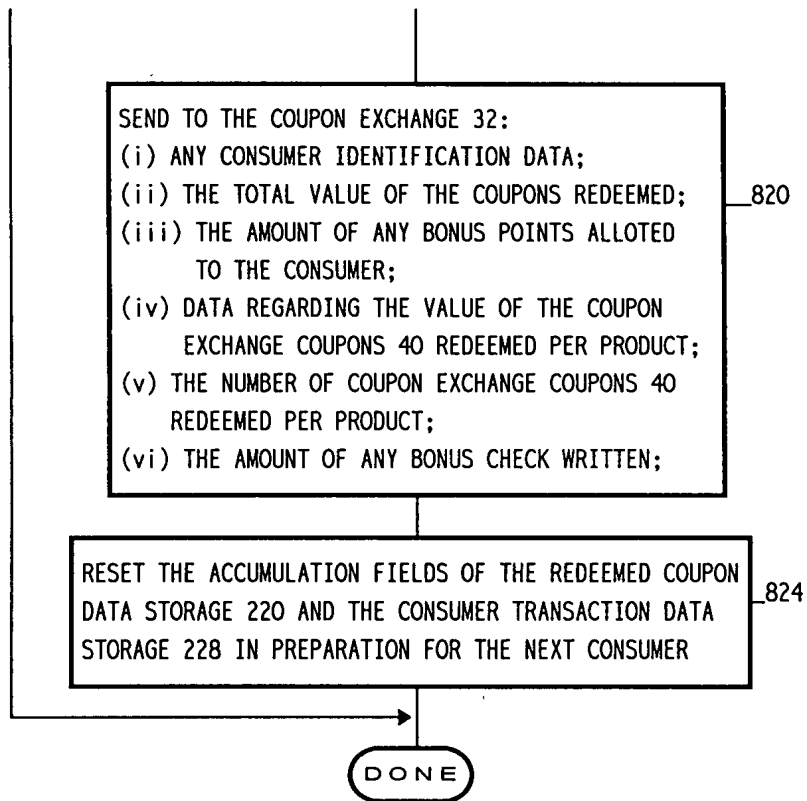 SEND TO THE COUPON EXCHANGE 32:
(i) ANY CONSUMER IDENTIFICATION DATA;
(ii) THE TOTAL VALUE OF THE COUPONS REDEEMED;
(iii) THE AMOUNT OF ANY BONUS POINTS ALLOTED
TO THE CONSUMER;
(iv) DATA REGARDING THE VALUE OF THE COUPON
EXCHANGE COUPONS 40 REDEEMED PER PRODUCT;
(v) THE NUMBER OF COUPON EXCHANGE COUPONS 40
REDEEMED PER PRODUCT;
(vi) THE AMOUNT OF ANY BONUS CHECK WRITTEN;
820
RESET THE ACCUMULATION FIELDS OF THE REDEEMED COUPON
DATA STORAGE 220 AND THE CONSUMER TRANSACTION DATA
STORAGE 228 IN PREPARATION FOR THE NEXT CONSUMER
824
DONE